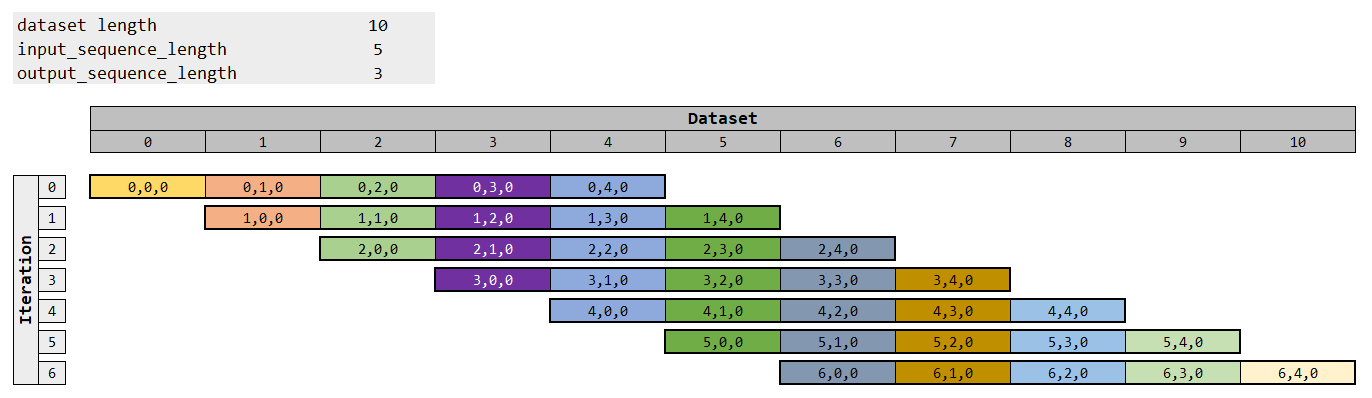 dataset length 10
input_sequence_length 5
output_sequence_length 3
Dataset
0 1 2 3 4 5 6 7 8 9 10
Iteration
0 0,0,0 0,1,0 0,2,0 0,3,0 0,4,0
1 1,0,0 1,1,0 1,2,0 1,3,0 1,4,0
2 2,0,0 2,1,0 2,2,0 2,3,0 2,4,0
3 3,0,0 3,1,0 3,2,0 3,3,0 3,4,0
4 4,0,0 4,1,0 4,2,0 4,3,0 4,4,0
5 5,0,0 5,1,0 5,2,0 5,3,0 5,4,0
6 6,0,0 6,1,0 6,2,0 6,3,0 6,4,0